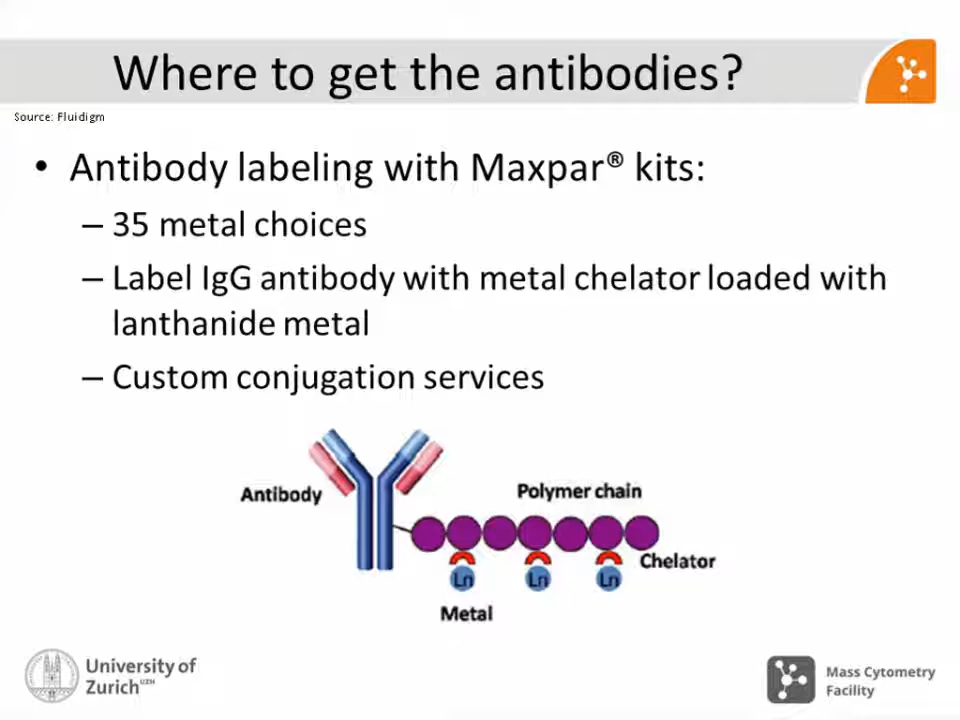 Where to get the antibodies?
Source: Fluidigm
• Antibody labeling with Maxpar® kits:
– 35 metal choices
– Label IgG antibody with metal chelator loaded with
lanthanide metal
– Custom conjugation services
Antibody
Polymer chain
Chelator
Ln Ln Ln
Metal
University of
Zurich UZH
Mass Cytometry
Facility